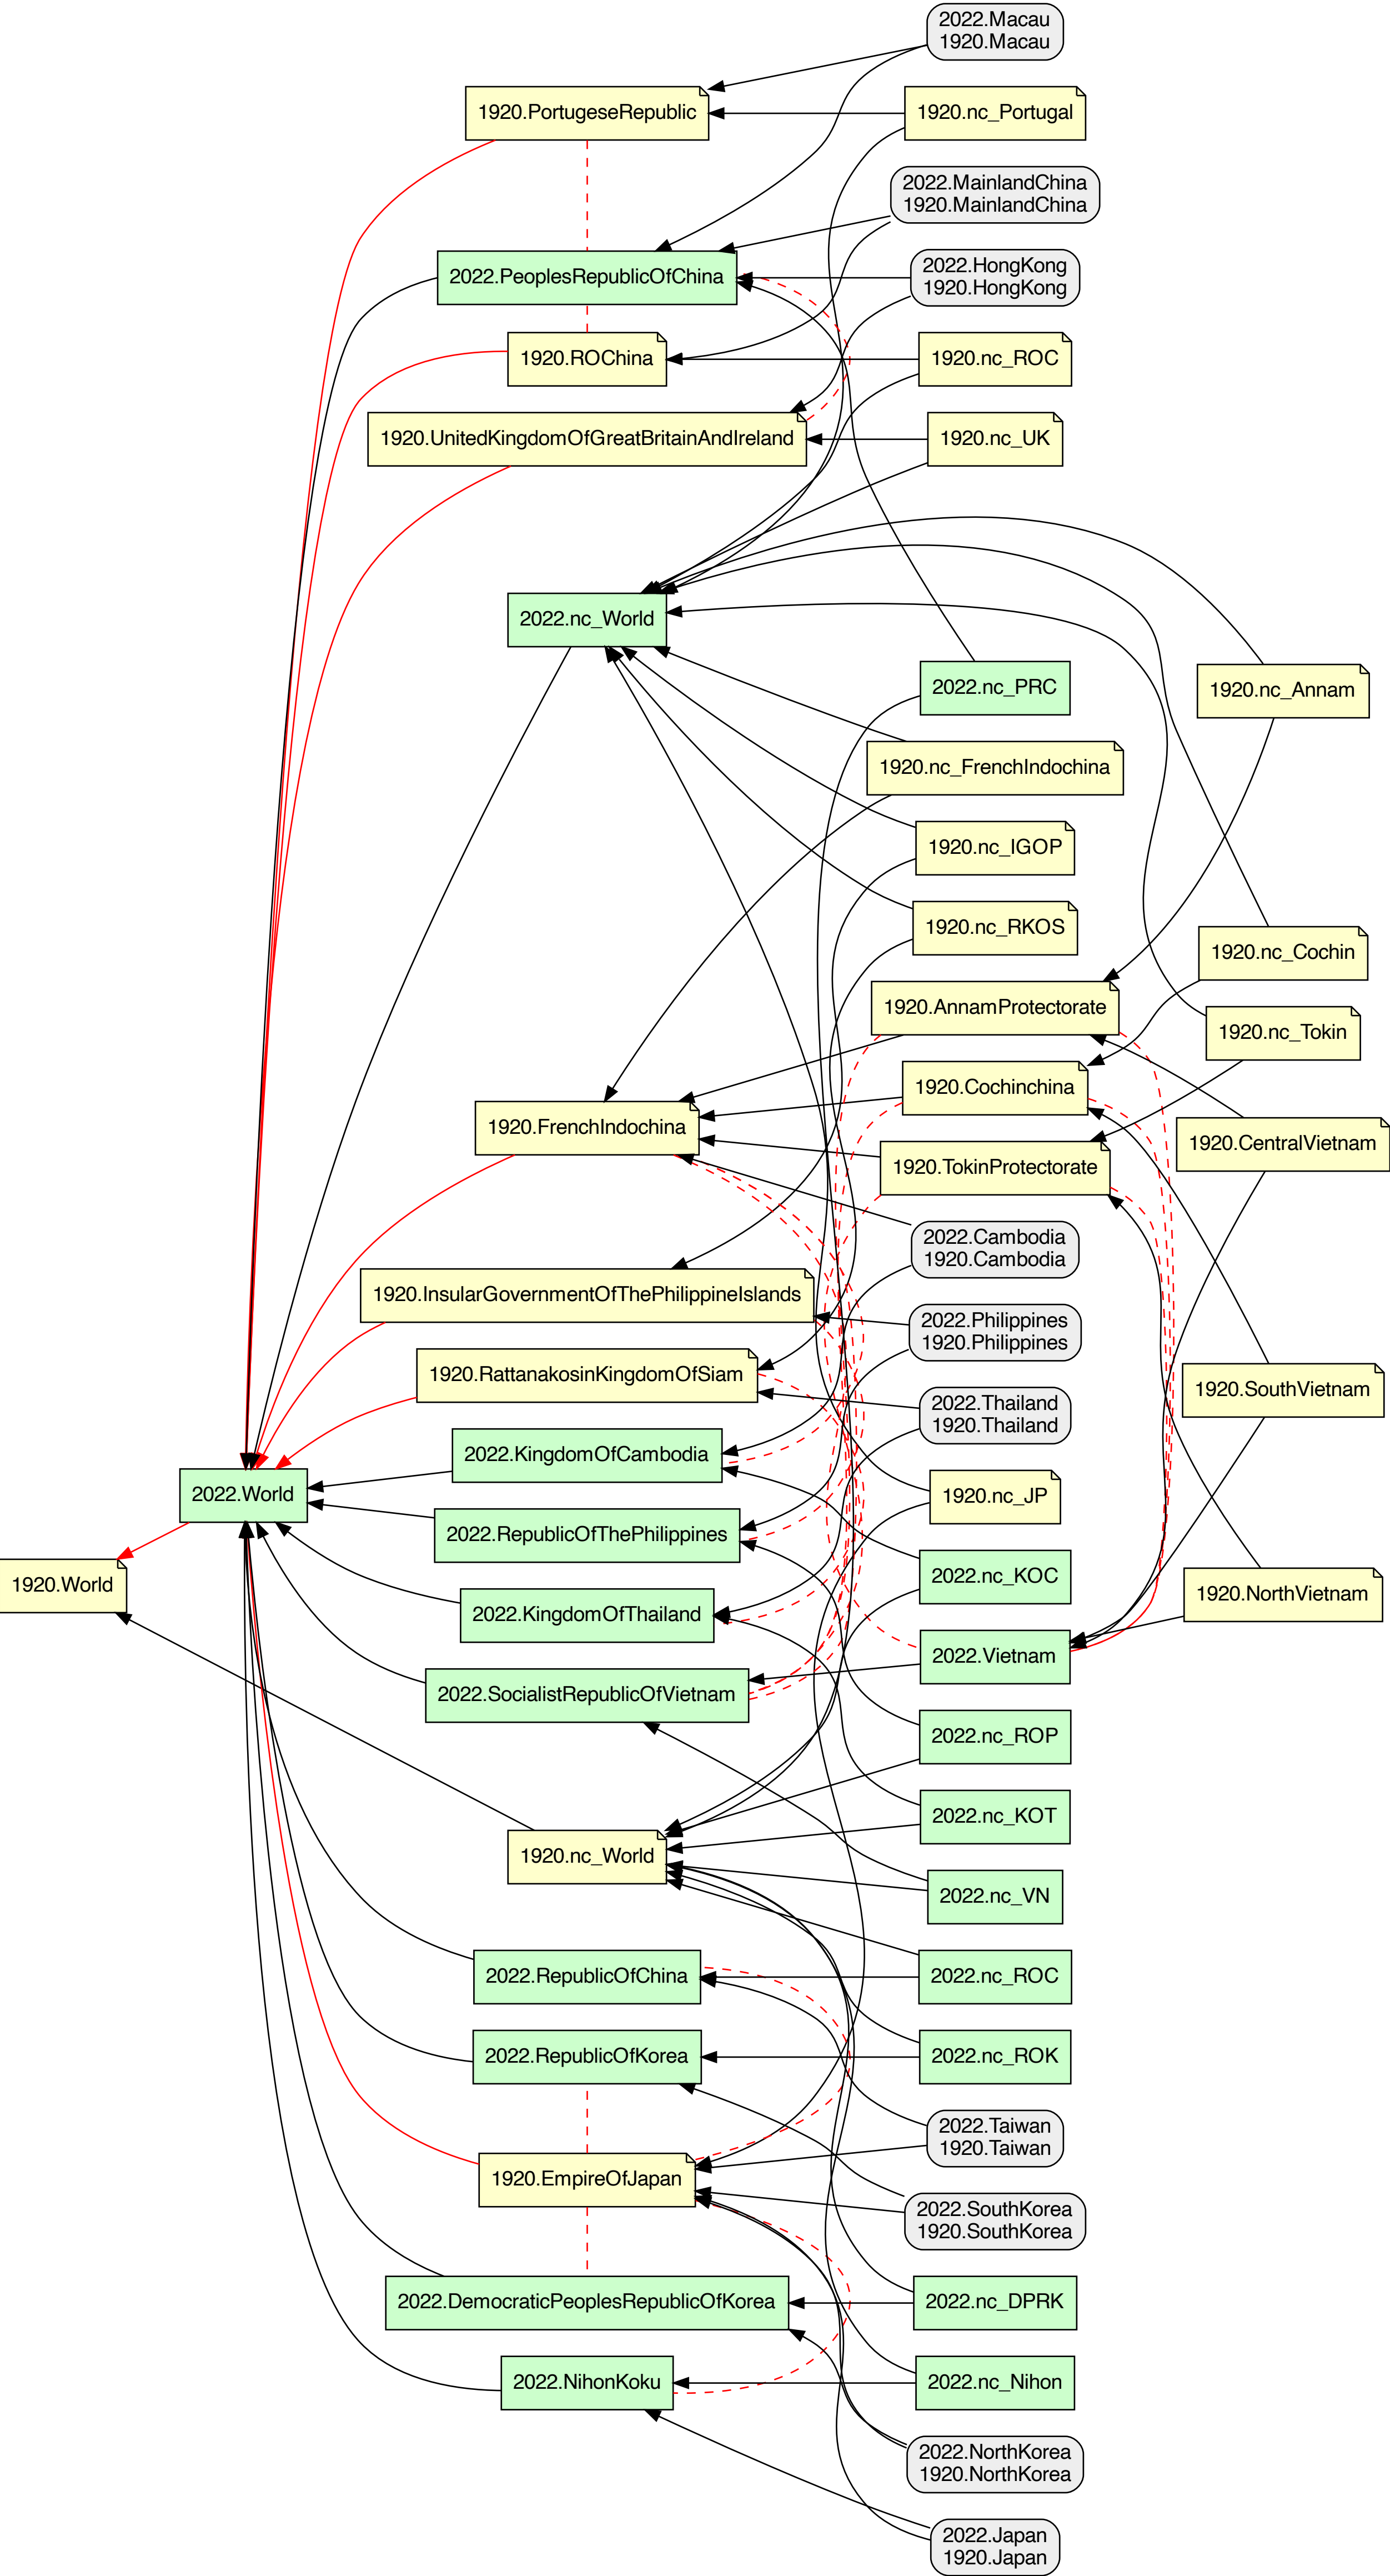 2022.Macau
1920.Macau
1920.PortugeseRepublic
1920.nc_Portugal
2022.MainlandChina
1920.MainlandChina
2022.PeoplesRepublicOfChina
2022.HongKong
1920.HongKong
1920.ROChina
1920.nc_ROC
1920.UnitedKingdomOfGreatBritainAndIreland
1920.nc_UK
2022.nc_World
2022.nc_PRC
1920.nc_Annam
1920.nc_FrenchIndochina
1920.nc_IGOP
1920.nc_RKOS
1920.nc_Cochin
1920.AnnamProtectorate
1920.nc_Tokin
1920.Cochinchina
1920.FrenchIndochina
1920.CentralVietnam
1920.TokinProtectorate
2022.Cambodia
1920.Cambodia
1920.InsularGovernmentOfThePhilippineIslands
2022.Philippines
1920.Philippines
1920.RattanakosinKingdomOfSiam
1920.SouthVietnam
2022.Thailand
1920.Thailand
2022.KingdomOfCambodia
2022.World
1920.nc_JP
2022.RepublicOfThePhilippines
2022.nc_KOC
1920.World
1920.NorthVietnam
2022.KingdomOfThailand
2022.Vietnam
2022.SocialistRepublicOfVietnam
2022.nc_ROP
2022.nc_KOT
1920.nc_World
2022.nc_VN
2022.RepublicOfChina
2022.nc_ROC
2022.RepublicOfKorea
2022.nc_ROK
2022.Taiwan
1920.Taiwan
1920.EmpireOfJapan
2022.SouthKorea
1920.SouthKorea
2022.DemocraticPeoplesRepublicOfKorea
2022.nc_DPRK
2022.NihonKoku
2022.nc_Nihon
2022.NorthKorea
1920.NorthKorea
2022.Japan
1920.Japan